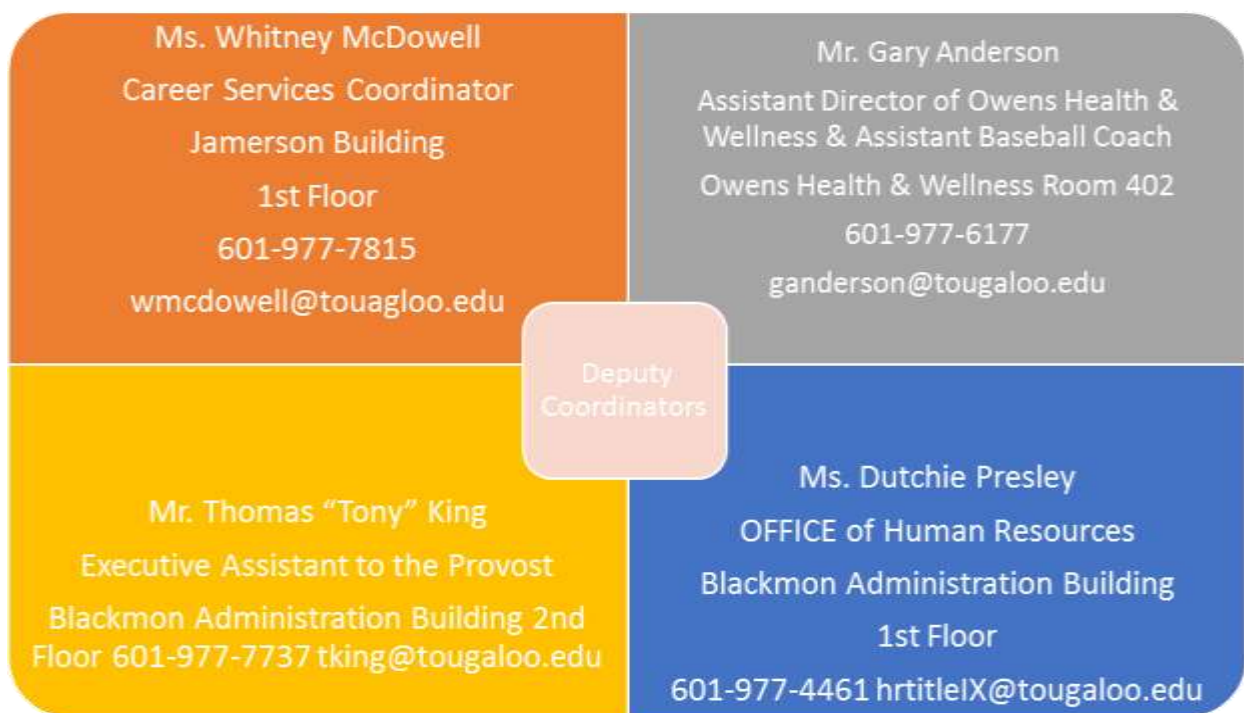 Ms. Whitney McDowell
Career Services Coordinator
Jamerson Building
1st Floor
601-977-7815
wmcdowell@touagloo.edu
Mr. Gary Anderson
Assistant Director of Owens Health &
Wellness & Assistant Baseball Coach
Owens Health & Wellness Room 402
601-977-6177
ganderson@tougaloo.edu
Deputy
Coordinators
Mr. Thomas “Tony” King
Executive Assistant to the Provost
Blackmon Administration Building 2nd
Floor 601-977-7737 tking@tougaloo.edu
Ms. Dutchie Presley
OFFICE of Human Resources
Blackmon Administration Building
1st Floor
601-977-4461 hrtitleIX@tougaloo.edu